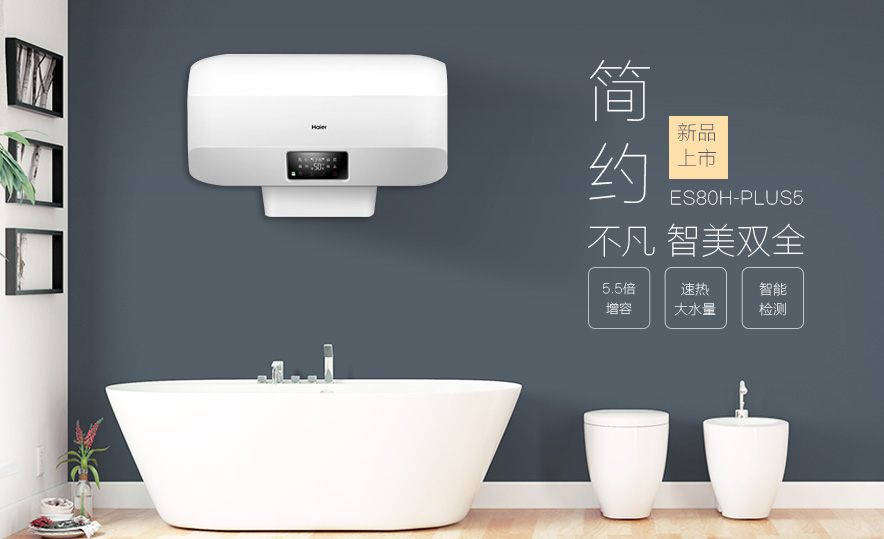 Haier
50
简
约
新品
上市
ES80H-PLUS5
不凡 智美双全
5.5倍
增容
速热
大水量
智能
检测